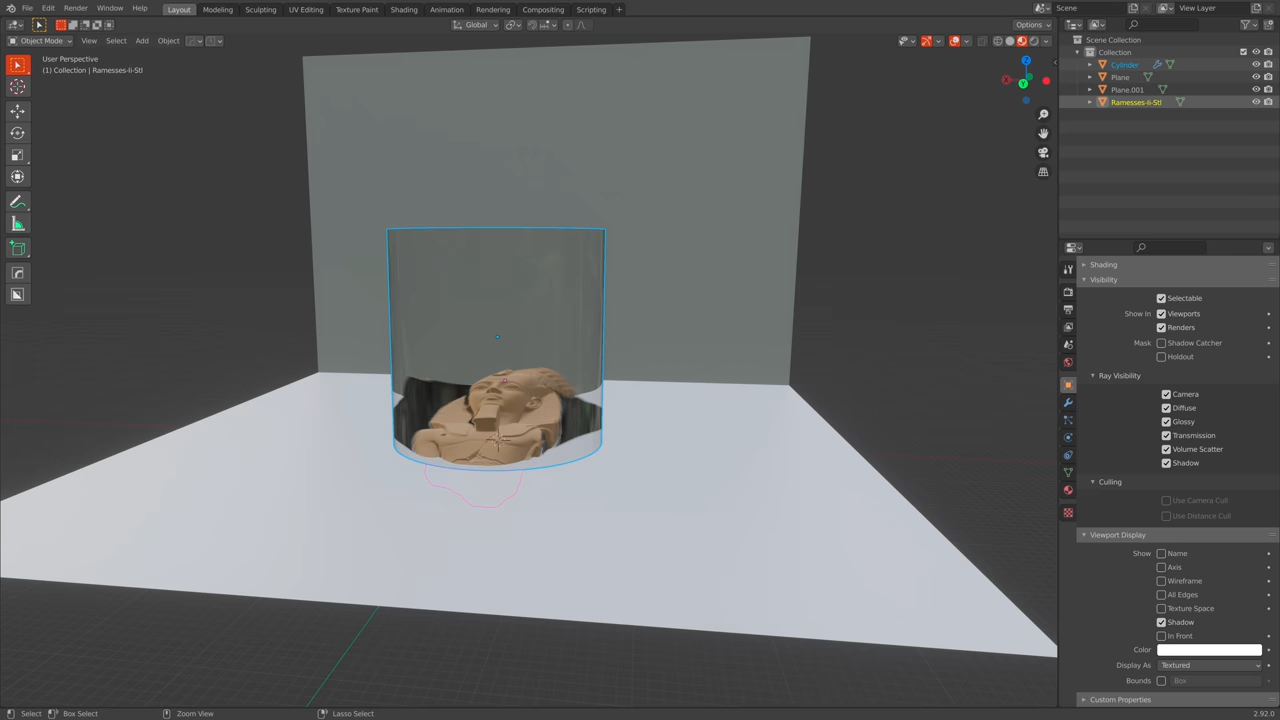 File Edit Render Window Help Layout Modeling Sculpting UV Editing Texture Paint Shading Animation Rendering Compositing Scripting + Scene View Layer
Global Options
Object Mode View Select Add Object
User Perspective
(1) Collection | Ramesses-Ii-Stl
X
Y
Z
Scene Collection
Collection
Cylinder
Plane
Plane.001
Ramesses-Ii-Stl
Shading
Visibility
Selectable
Show In Viewports
Renders
Mask Shadow Catcher
Holdout
Ray Visibility
Camera
Diffuse
Glossy
Transmission
Volume Scatter
Shadow
Culling
Use Camera Cull
Use Distance Cull
Viewport Display
Show Name
Axis
Wireframe
All Edges
Texture Space
Shadow
In Front
Color
Display As Textured
Bounds Box
Custom Properties
Select Box Select Zoom View Lasso Select 2.92.0